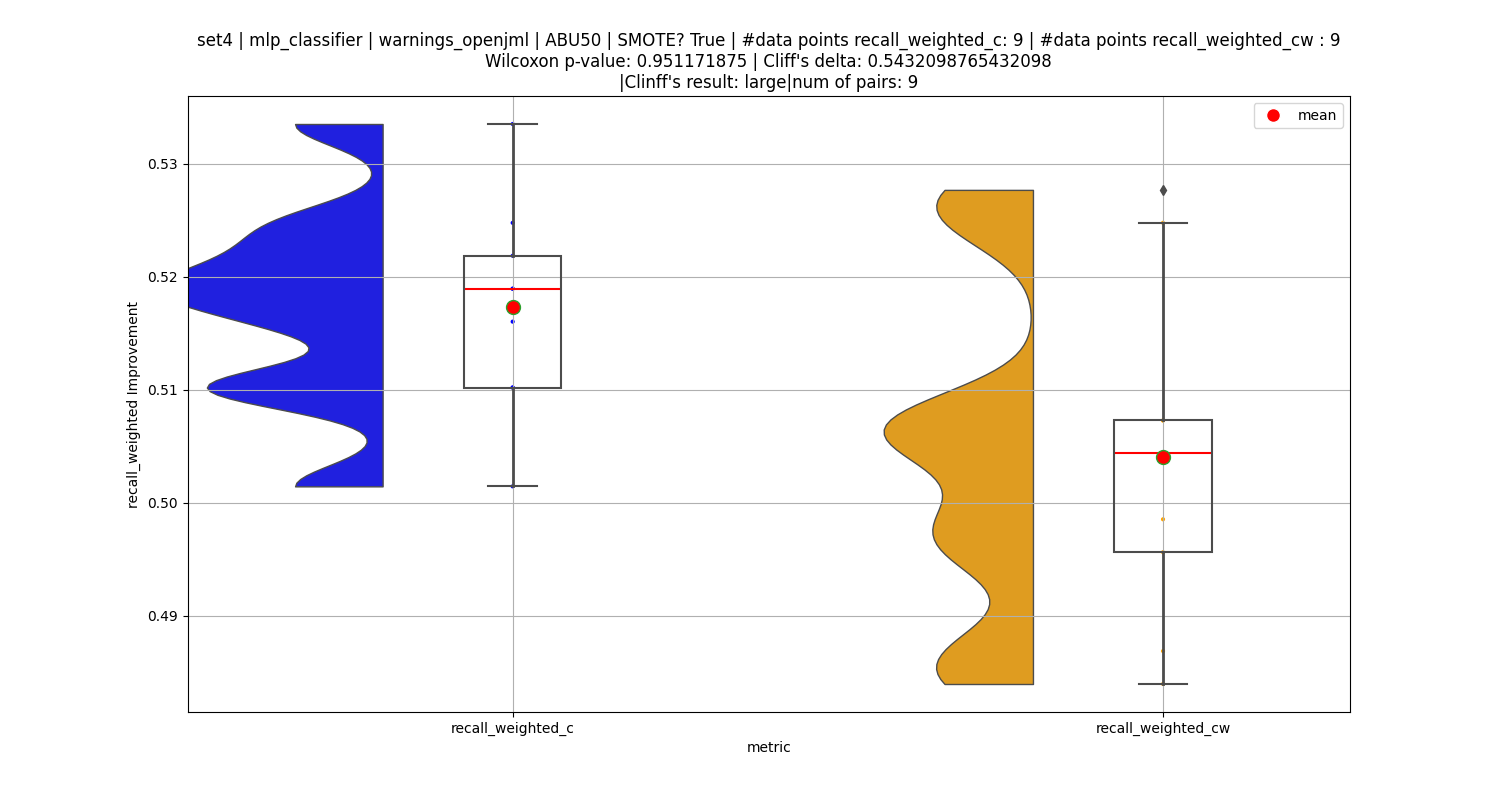 set4 | mlp_classifier | warnings_openjml | ABU50 | SMOTE? True | #data points recall_weighted_c: 9 | #data points recall_weighted_cw : 9
Wilcoxon p-value: 0.951171875 | Cliff's delta: 0.5432098765432098
|Clinff's result: large|num of pairs: 9
mean
0.53
0.52
0.51
0.50
0.49
recall_weighted Improvement
recall_weighted_c
recall_weighted_cw
metric